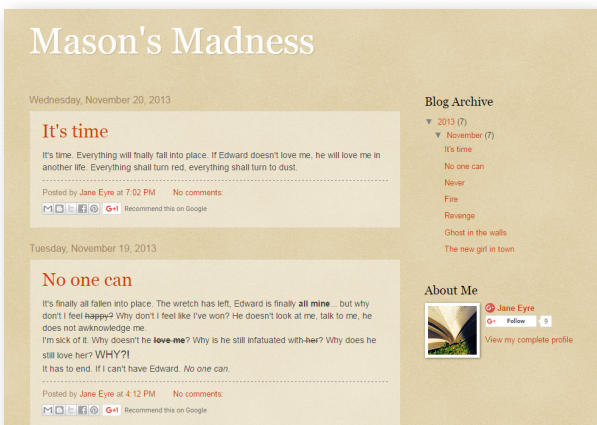 Mason's Madness
Wednesday, November 20, 2013
It's time
It's time. Everything will fnally fall into place. If Edward doesn't love me, he will love me in
another life. Everything shall turn red, everything shall turn to dust.
Posted by Jane Eyre at 7:02 PM No comments:
G+1 Recommend this on Google
Tuesday, November 19, 2013
No one can
It's finally all fallen into place. The wretch has left, Edward is finally all mine... but why
don't I feel happy? Why don't I feel like I've won? He doesn't look at me, talk to me, he
does not awknowledge me.
I'm sick of it. Why doesn't he love me? Why is he still infatuated with her? Why does he
still love her? WHY?!
It has to end. If I can't have Edward. No one can.
Posted by Jane Eyre at 4:12 PM No comments:
G+1 Recommend this on Google
Blog Archive
▼ 2013 (7)
▼ November (7)
It's time
No one can
Never
Fire
Revenge
Ghost in the walls
The new girl in town
About Me
G+ Jane Eyre
G+ Follow 9
View my complete profile